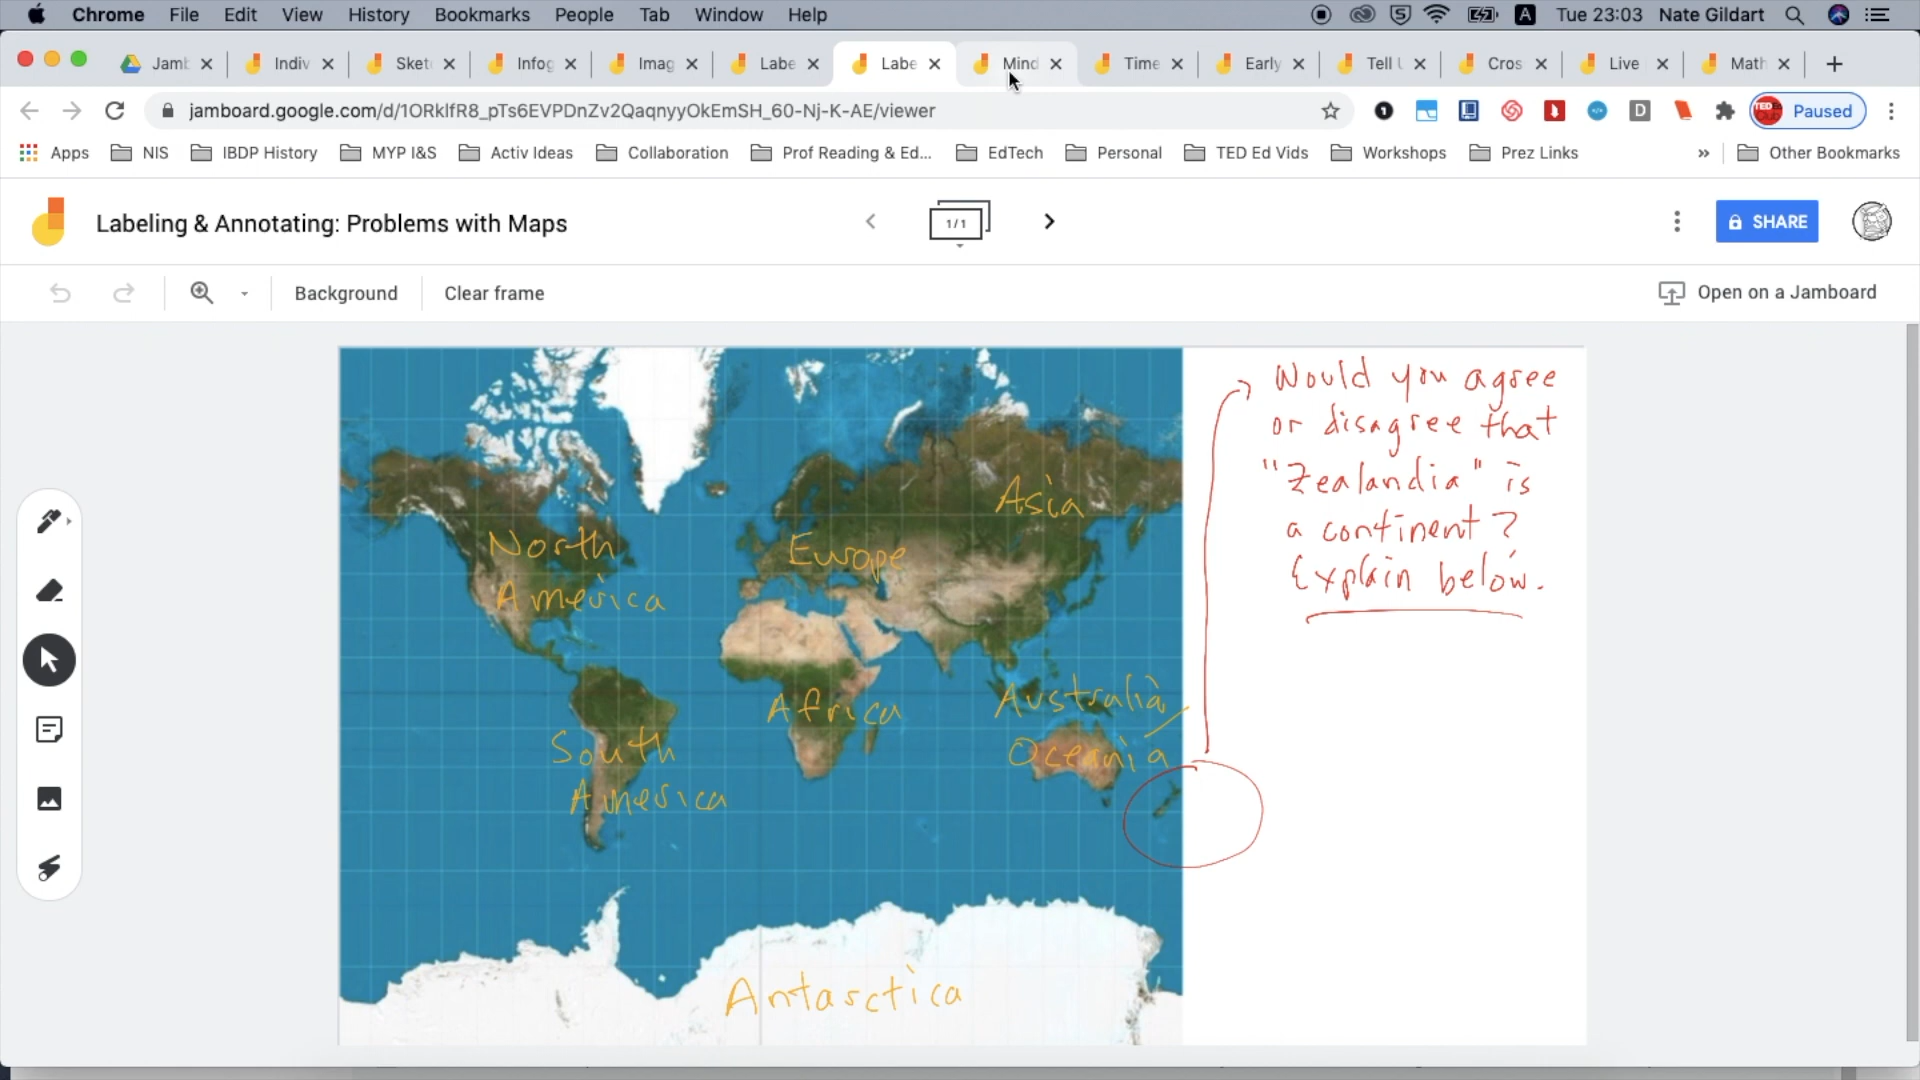 Chrome File Edit View History Bookmarks People Tab Window Help Tue 23:03 Nate Gildart
Jamb Indiv Sket Infog Imag Labe Labe Mind Time Early Tell Cros Live Math
jamboard.google.com/d/1ORklfR8_pTs6EVPDnZv2QaqnyyOkEmSH_60-Nj-K-AE/viewer Paused
Apps NIS IBDP History MYP I&S Activ Ideas Collaboration Prof Reading & Ed... EdTech Personal TED Ed Vids Workshops Prez Links » Other Bookmarks
Labeling & Annotating: Problems with Maps 1/1 SHARE
Background Clear frame Open on a Jamboard
Would you agree
or disagree that
"Zealandia" is
a continent?
Explain below.
Asia
North
America
Europe
Africa
Australia/
Oceania
South
America
Antarctica